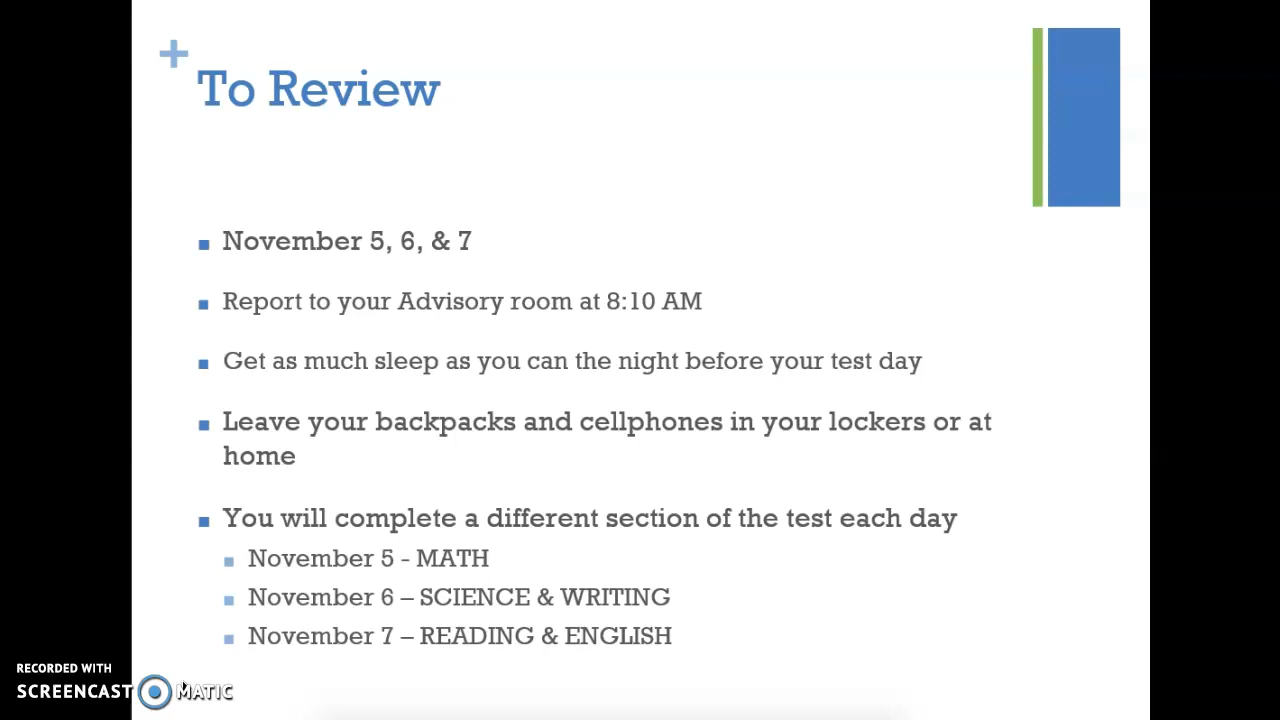 +
To Review
November 5, 6, & 7
Report to your Advisory room at 8:10 AM
Get as much sleep as you can the night before your test day
Leave your backpacks and cellphones in your lockers or at
home
You will complete a different section of the test each day
November 5 - MATH
November 6 – SCIENCE & WRITING
November 7 – READING & ENGLISH
RECORDED WITH
SCREENCAST MATIC